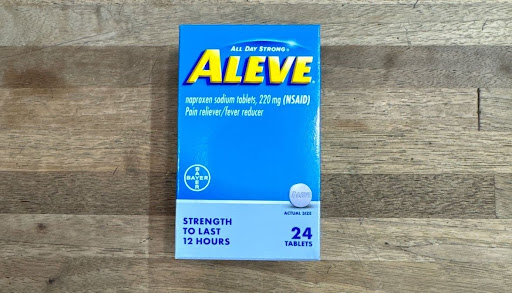 ALL DAY STRONG®
ALEVE®
naproxen sodium tablets, 220 mg (NSAID)
Pain reliever/fever reducer
BAYER
BAYER
ACTUAL SIZE
STRENGTH
TO LAST
12 HOURS
24
TABLETS